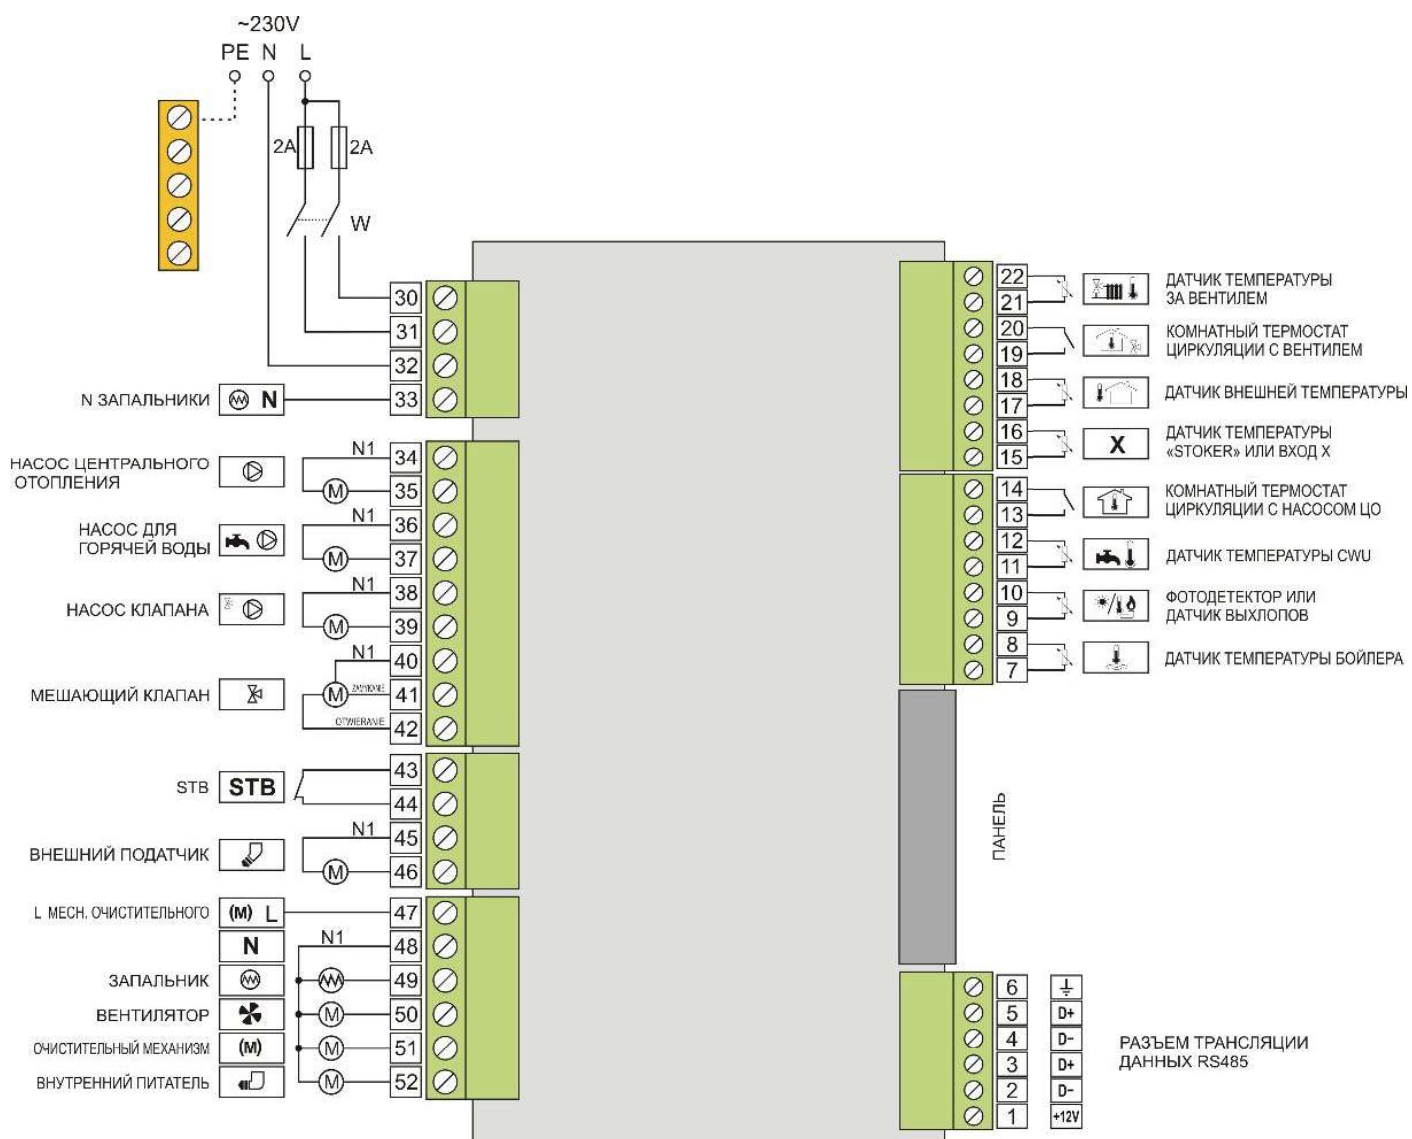 ~230V
PE N L
2A 2A
W
30
31
32
N ЗАПАЛЬНИКИ N 33
НАСОС ЦЕНТРАЛЬНОГО
ОТОПЛЕНИЯ
N1 34
M 35
НАСОС ДЛЯ
ГОРЯЧЕЙ ВОДЫ
N1 36
M 37
НАСОС КЛАПАНА
N1 38
M 39
МЕШАЮЩИЙ КЛАПАН
N1 40
M ZAMYKANIE 41
OTWIERANIE 42
STB STB
43
44
ВНЕШНИЙ ПОДАТЧИК
N1 45
M 46
L МЕСН. ОЧИСТИТЕЛЬНОГО (M) L 47
N N1 48
ЗАПАЛЬНИК 49
ВЕНТИЛЯТОР M 50
ОЧИСТИТЕЛЬНЫЙ МЕХАНИЗМ (M) M 51
ВНУТРЕННИЙ ПИТАТЕЛЬ M 52
22
21
ДАТЧИК ТЕМПЕРАТУРЫ
ЗА ВЕНТИЛЕМ
20
19
КОМНАТНЫЙ ТЕРМОСТАТ
ЦИРКУЛЯЦИИ С ВЕНТИЛЕМ
18
17
ДАТЧИК ВНЕШНЕЙ ТЕМПЕРАТУРЫ
16
15
X
ДАТЧИК ТЕМПЕРАТУРЫ
«STOKER» ИЛИ ВХОД X
14
13
КОМНАТНЫЙ ТЕРМОСТАТ
ЦИРКУЛЯЦИИ С НАСОСОМ ЦО
12
11
ДАТЧИК ТЕМПЕРАТУРЫ CWU
10
9
ФОТОДЕТЕКТОР ИЛИ
ДАТЧИК ВЫХЛОПОВ
8
7
ДАТЧИК ТЕМПЕРАТУРЫ БОЙЛЕРА
ПАНЕЛЬ
6
5 D+
4 D-
3 D+
2 D-
1 +12V
РАЗЪЕМ ТРАНСЛЯЦИИ
ДАННЫХ RS485